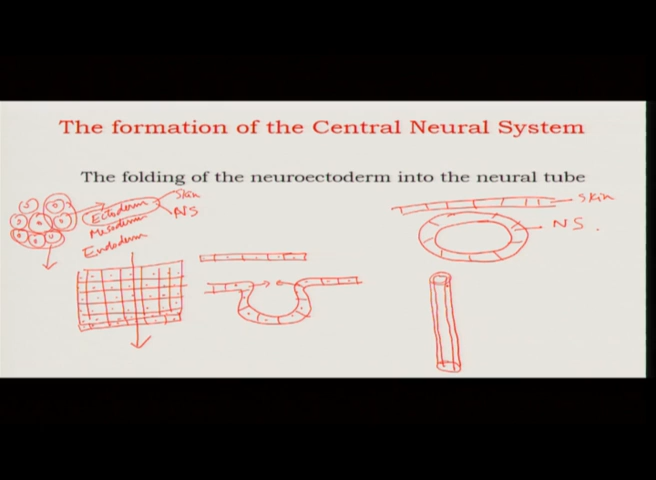 The formation of the Central Neural System
The folding of the neuroectoderm into the neural tube
Skin
Ectoderm
NS
Mesoderm
Endoderm
Skin
NS.